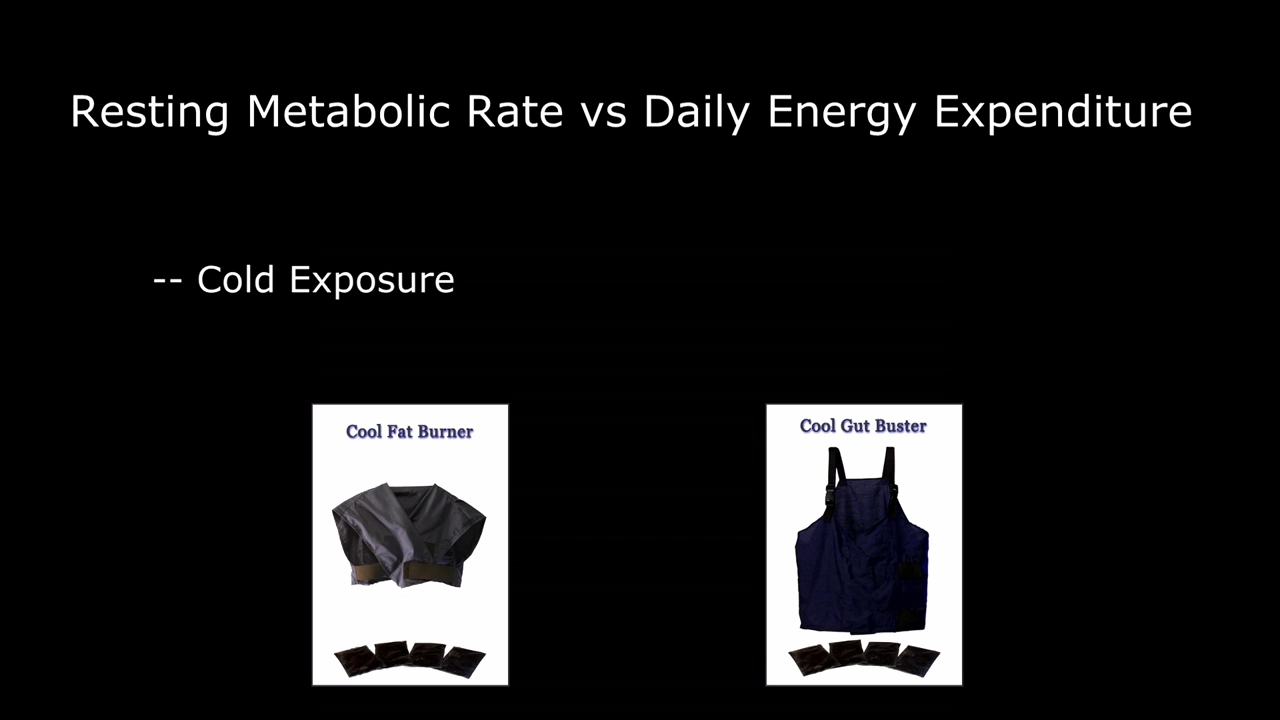 Resting Metabolic Rate vs Daily Energy Expenditure
-- Cold Exposure
Cool Fat Burner
Cool Gut Buster